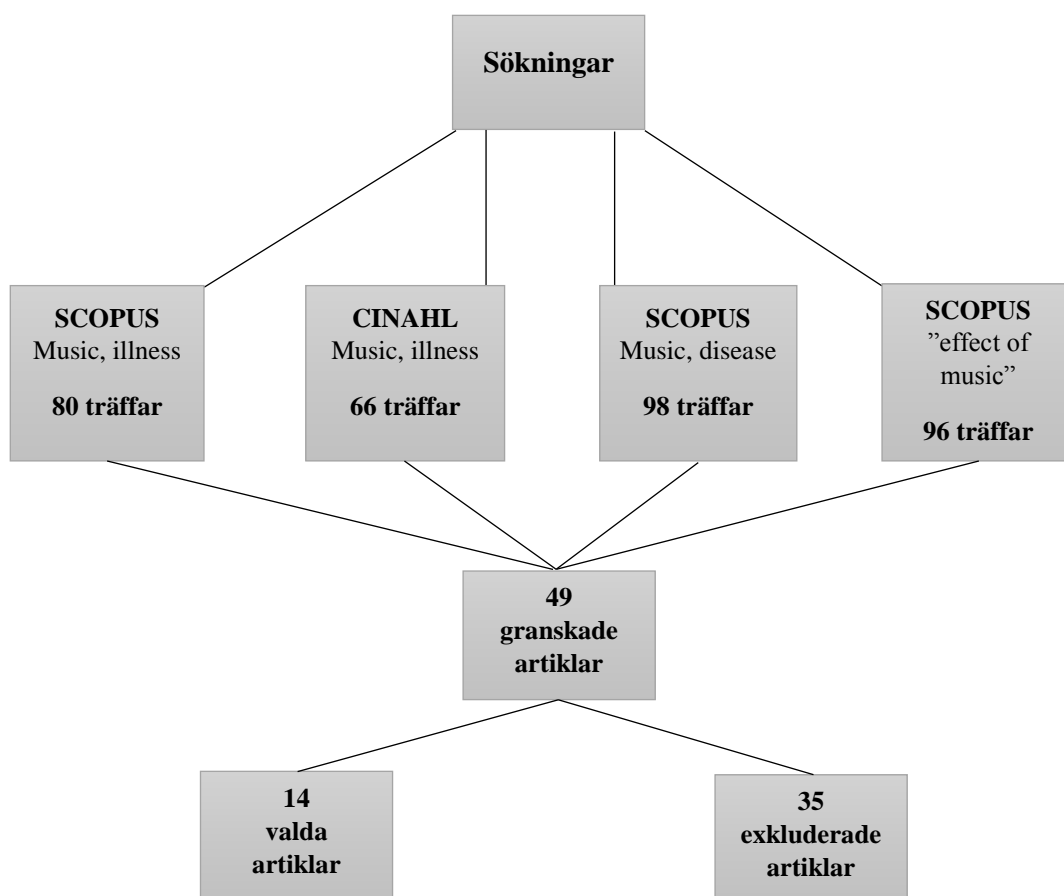 Sökningar
SCOPUS
Music, illness
80 träffar
CINAHL
Music, illness
66 träffar
SCOPUS
Music, disease
98 träffar
SCOPUS
”effect of
music”
96 träffar
49
granskade
artiklar
14
valda
artiklar
35
exkluderade
artiklar